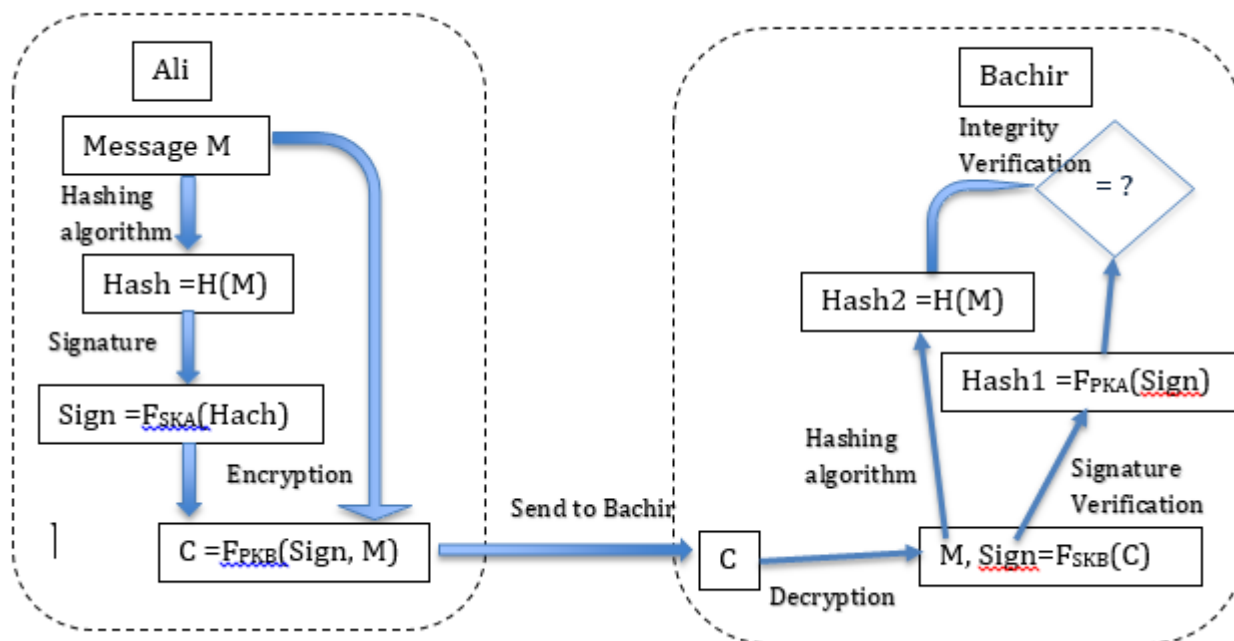 Ali
Message M
Hashing
algorithm
Hash =H(M)
Signature
Sign =FSKA(Hach)
Encryption
C =FPKB(Sign, M)
Send to Bachir
Bachir
Integrity
Verification
= ?
Hash2 =H(M)
Hash1 =FPKA(Sign)
Hashing
algorithm
Signature
Verification
C
M, Sign=FSKB(C)
Decryption